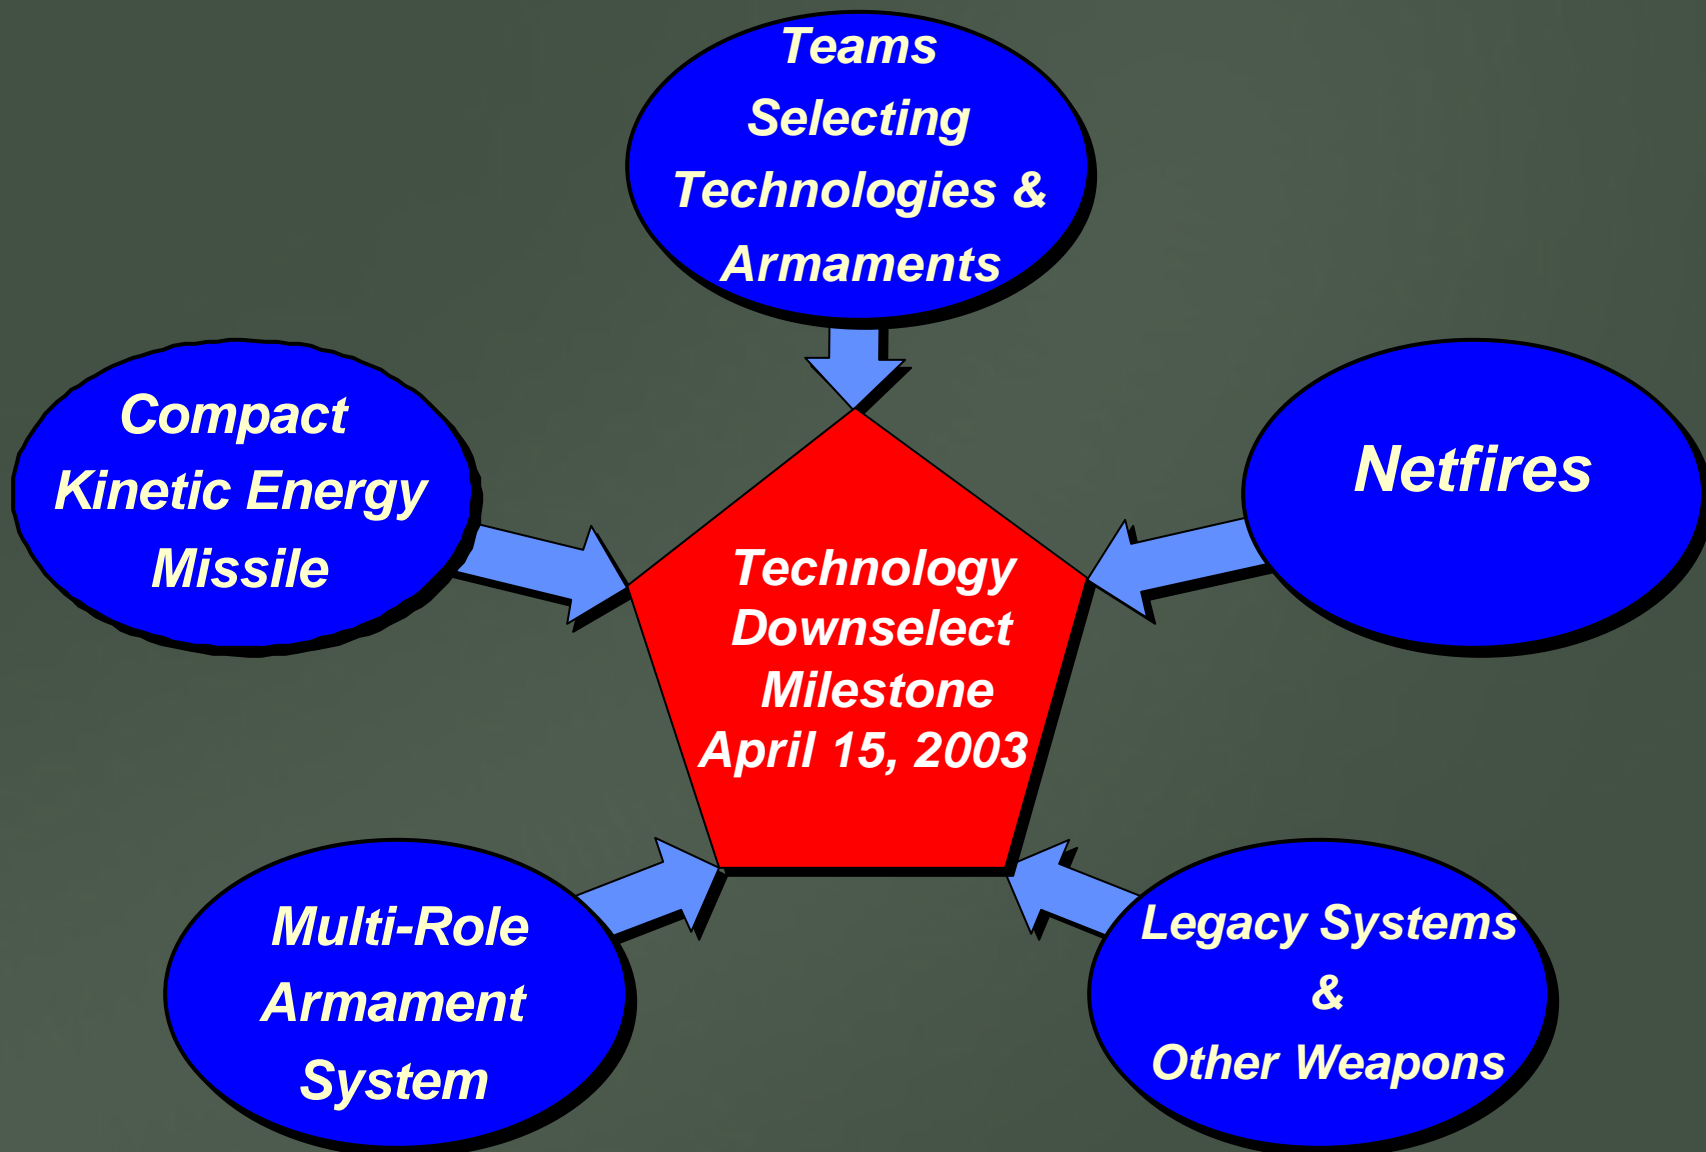 Teams
Selecting
Technologies &
Armaments
Compact
Kinetic Energy
Missile
Netfires
Technology
Downselect
Milestone
April 15, 2003
Multi-Role
Armament
System
Legacy Systems
&
Other Weapons